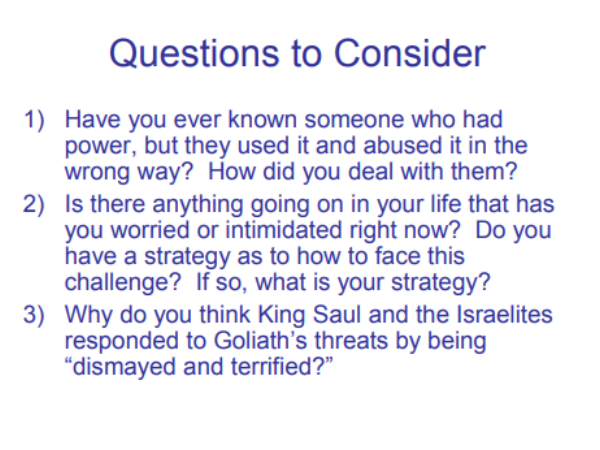 Questions to Consider
1) Have you ever known someone who had
power, but they used it and abused it in the
wrong way?  How did you deal with them?
2) Is there anything going on in your life that has
you worried or intimidated right now?  Do you
have a strategy as to how to face this
challenge?  If so, what is your strategy?
3) Why do you think King Saul and the Israelites
responded to Goliath’s threats by being
“dismayed and terrified?”